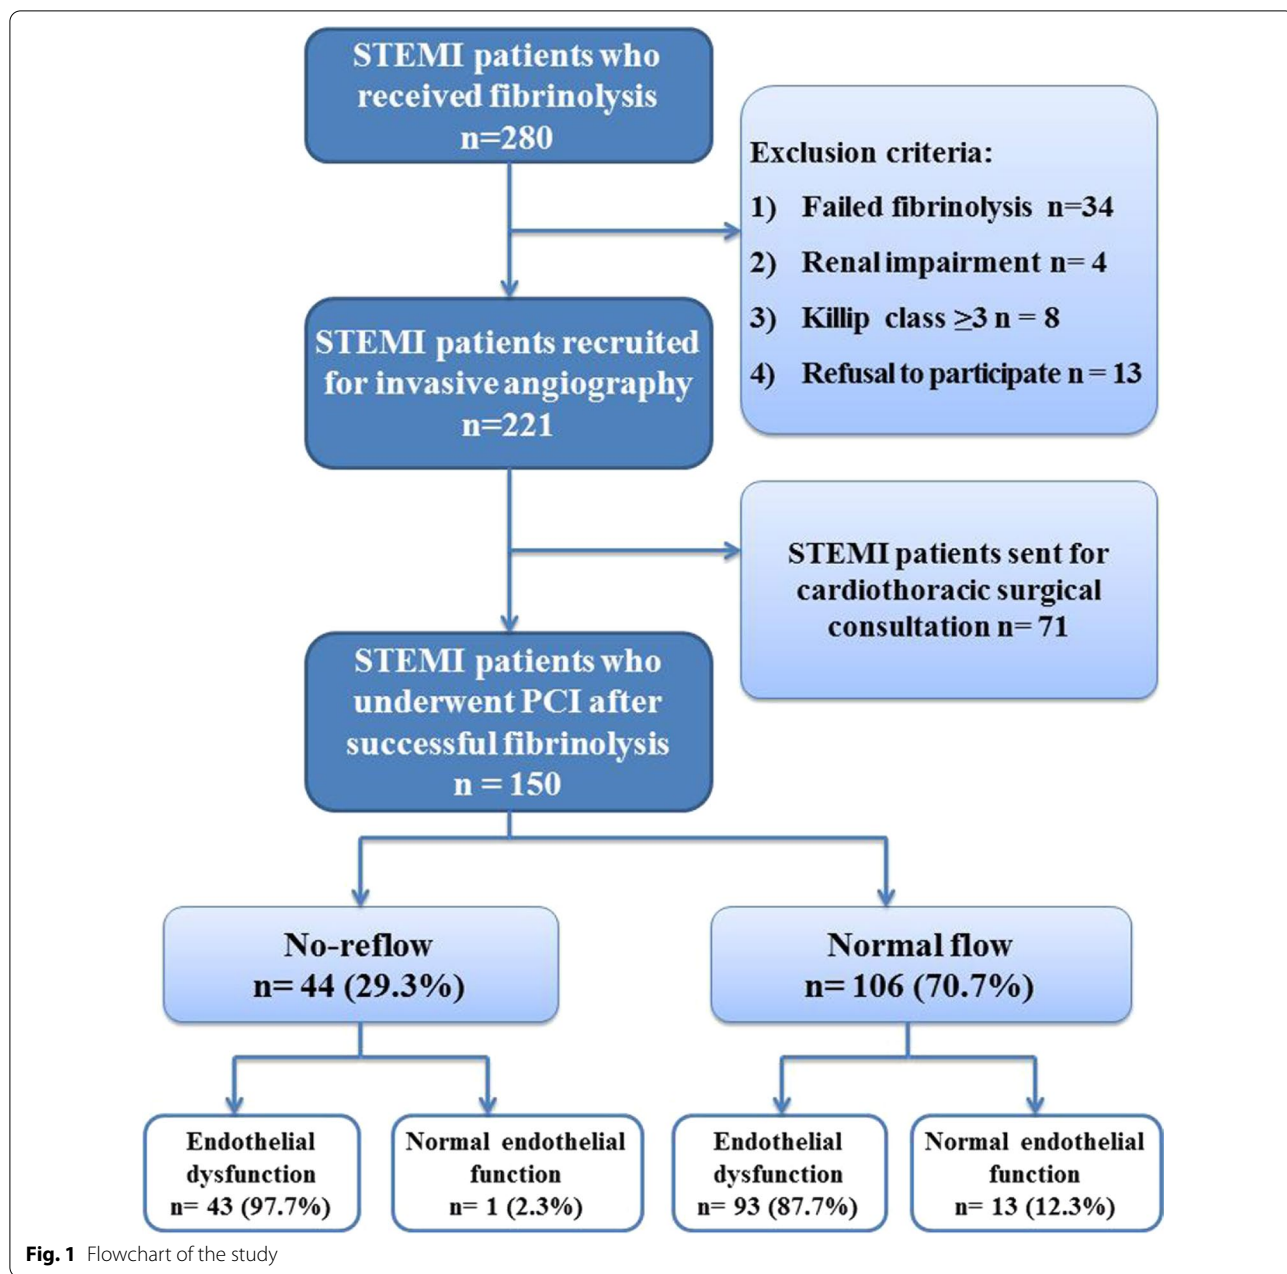 STEMI patients who
received fibrinolysis
n=280
Exclusion criteria:
1) Failed fibrinolysis n=34
2) Renal impairment n= 4
3) Killip class ≥3 n = 8
4) Refusal to participate n = 13
STEMI patients recruited
for invasive angiography
n=221
STEMI patients sent for
cardiothoracic surgical
consultation n= 71
STEMI patients who
underwent PCI after
successful fibrinolysis
n = 150
No-reflow
n= 44 (29.3%)
Normal flow
n= 106 (70.7%)
Endothelial
dysfunction
n= 43 (97.7%)
Normal endothelial
function
n= 1 (2.3%)
Endothelial
dysfunction
n= 93 (87.7%)
Normal endothelial
function
n= 13 (12.3%)
Fig. 1 Flowchart of the study